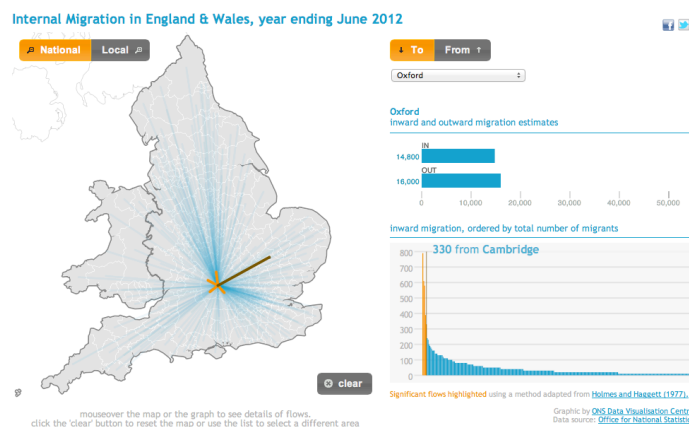 Internal Migration in England & Wales, year ending June 2012
National Local
To From
Oxford
Oxford
inward and outward migration estimates
IN
14,800
OUT
16,000
0 10,000 20,000 30,000 40,000 50,000
inward migration, ordered by total number of migrants
330 from Cambridge
800
700
600
500
400
300
200
100
0
clear
Significant flows highlighted using a method adapted from Holmes and Haggett (1977).
mouseover the map or the graph to see details of flows.
click the 'clear' button to reset the map or use the list to select a different area
Graphic by ONS Data Visualisation Centr
Data source: Office for National Statistic